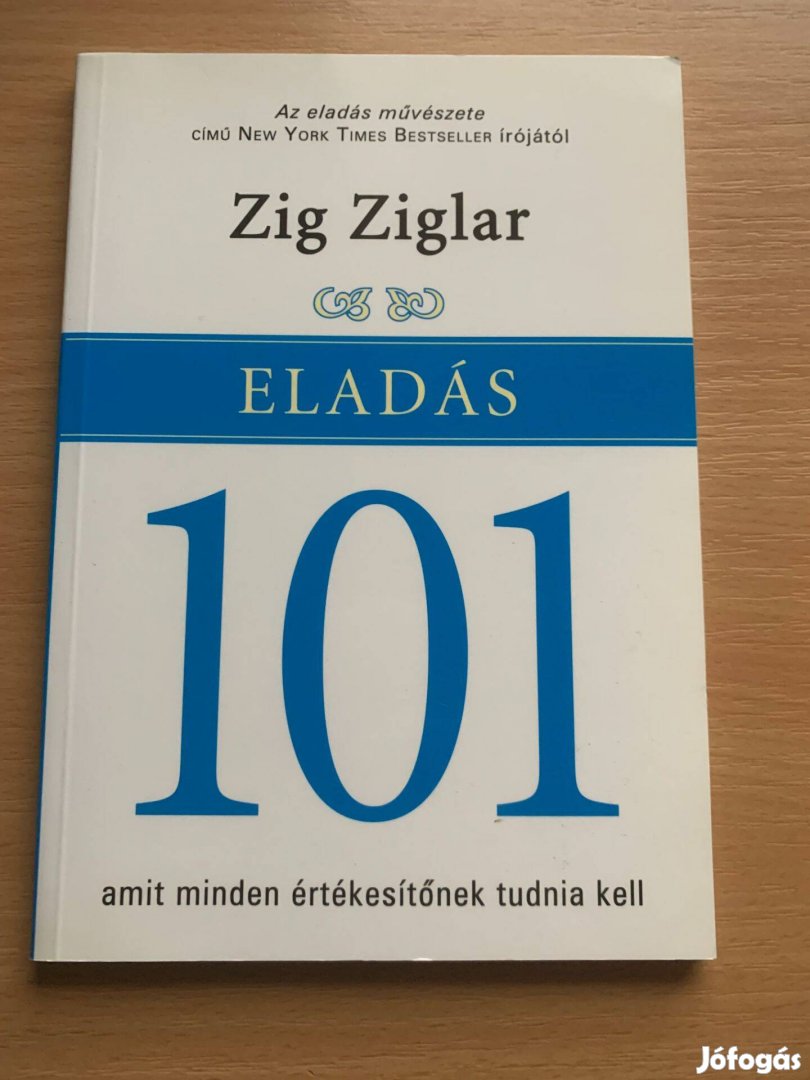 Az eladás művészete
CÍMŰ NEW YORK TIMES BESTSELLER írójától
Zig Ziglar
ELADÁS
101
amit minden értékesítőnek tudnia kell
Jófogás